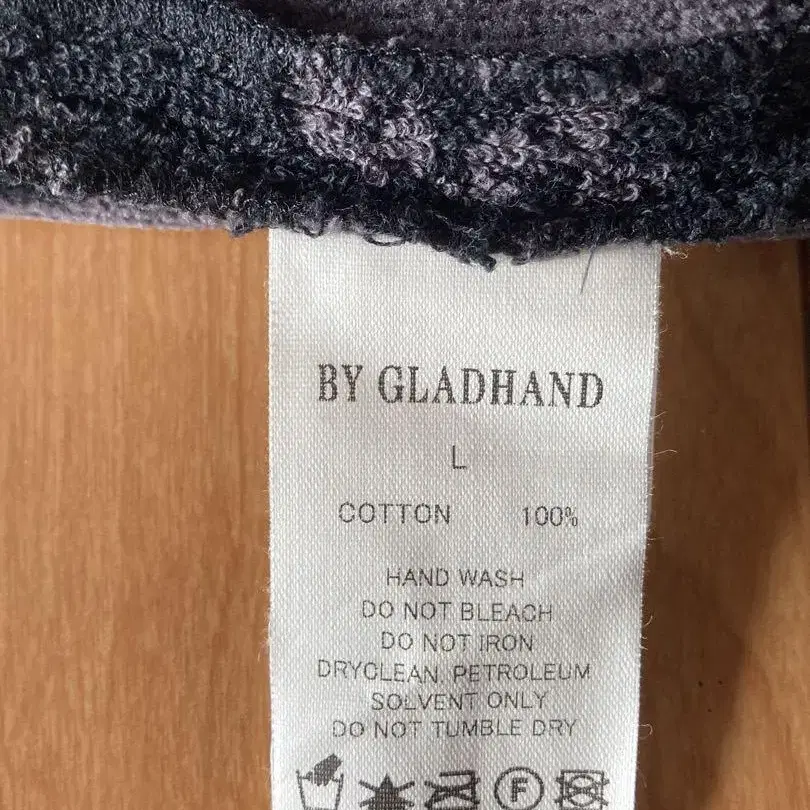 BY GLADHAND
L
COTTON 100%
HAND WASH
DO NOT BLEACH
DO NOT IRON
DRYCLEAN, PETROLEUM
SOLVENT ONLY
DO NOT TUMBLE DRY
F